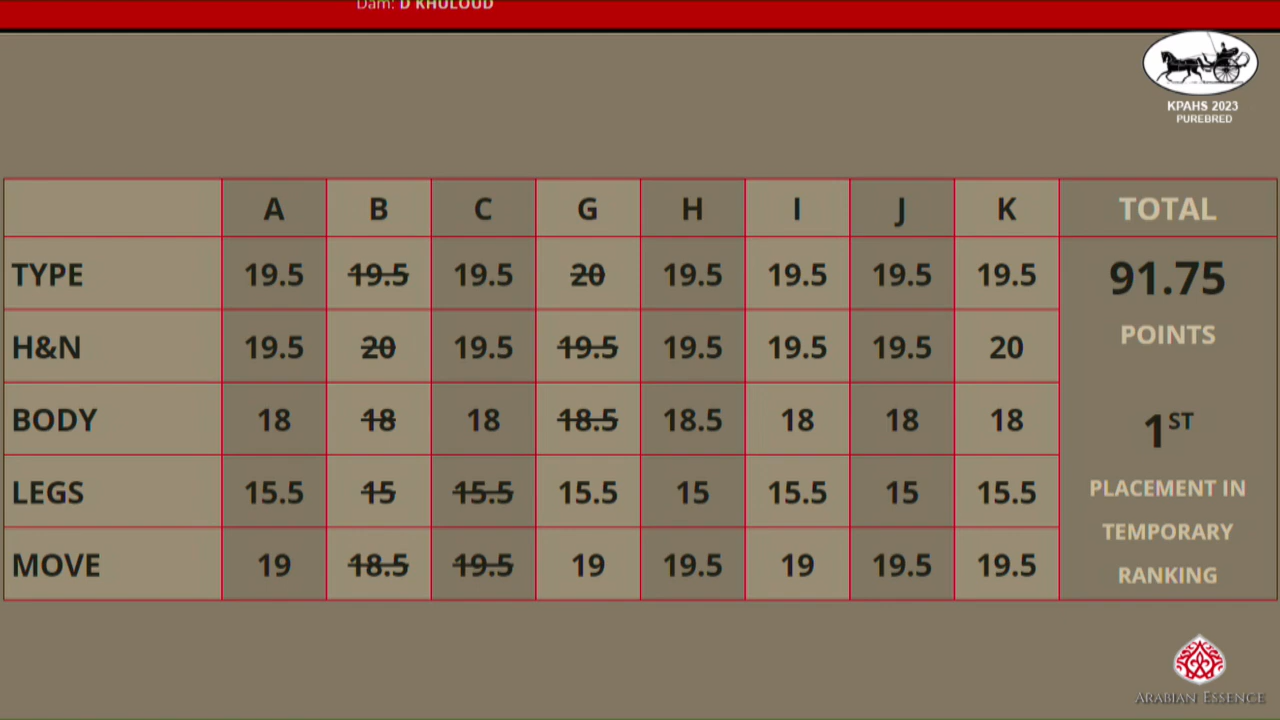 Dam: D KHULOUD
KPAHS 2023
PUREBRED
A B C G H I J K TOTAL
TYPE 19.5 19.5 19.5 20 19.5 19.5 19.5 19.5 91.75
POINTS
H&N 19.5 20 19.5 19.5 19.5 19.5 19.5 20
BODY 18 18 18 18.5 18.5 18 18 18 1ST
LEGS 15.5 15 15.5 15.5 15 15.5 15 15.5 PLACEMENT IN
TEMPORARY
MOVE 19 18.5 19.5 19 19.5 19 19.5 19.5 RANKING
ARABIAN ESSENCE